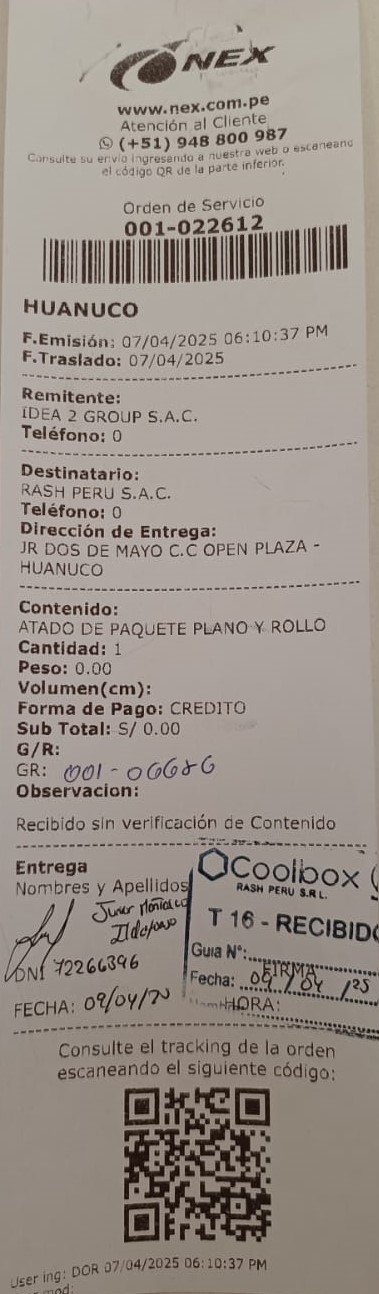 NEX
www.nex.com.pe
Atención al Cliente
(+51) 948 800 987
Consulte su envio ingresando a nuestra web o escaneando
el código QR de la parte inferior.
Orden de Servicio
001-022612
HUANUCO
F.Emisión: 07/04/2025 06:10:37 PM
F.Traslado: 07/04/2025
Remitente:
IDEA 2 GROUP S.A.C.
Teléfono: 0
Destinatario:
RASH PERU S.A.C.
Teléfono: 0
Dirección de Entrega:
JR DOS DE MAYO C.C OPEN PLAZA -
HUANUCO
Contenido:
ATADO DE PAQUETE PLANO Y ROLLO
Cantidad: 1
Peso: 0.00
Volumen(cm):
Forma de Pago: CREDITO
Sub Total: S/ 0.00
G/R:
GR: 001-06686
Observacion:
Recibido sin verificación de Contenido
Entrega
Nombres y Apellidos
Ildefonso
DNI 72266396
FECHA: 09/04/
Coolbox
RASH PERU S.R.L.
T 16 - RECIBIDO
Guia N°:
FIRMA
Fecha: 09/04/25
HORA:
Consulte el tracking de la orden
escaneando el siguiente código:
User ing: DOR 07/04/2025 06:10:37 PM
mod: